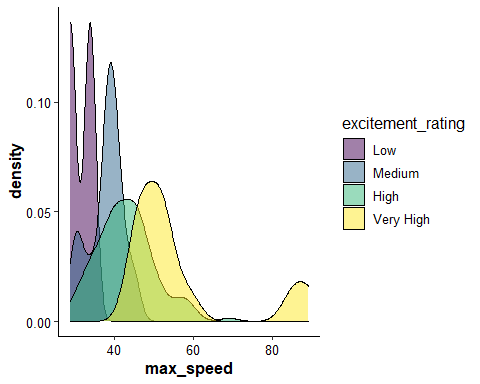 0.10
0.05
0.00
density
40
60
80
max_speed
excitement_rating
Low
Medium
High
Very High